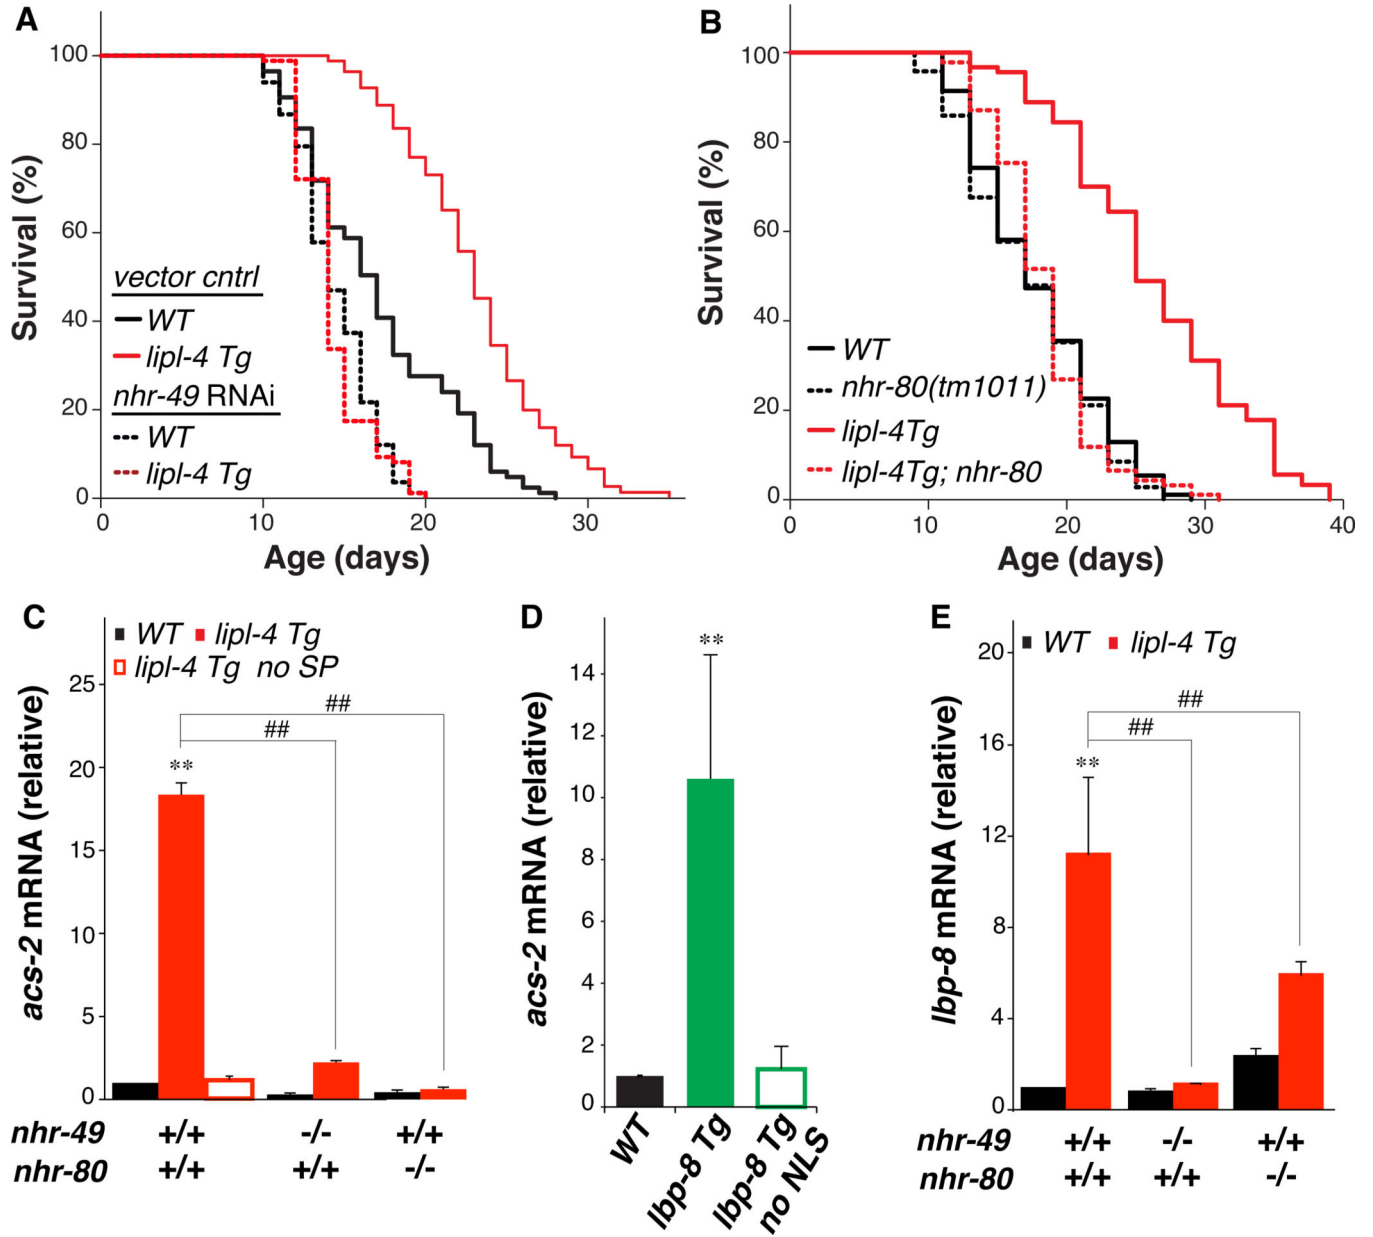 A
Survival (%)
100
80
60
40
20
0
vector cntrl
WT
lipl-4 Tg
nhr-49 RNAi
WT
lipl-4 Tg
0 10 20 30
Age (days)
B
Survival (%)
100
80
60
40
20
0
WT
nhr-80(tm1011)
lipl-4Tg
lipl-4Tg; nhr-80
0 10 20 30 40
Age (days)
C
WT lipl-4 Tg
lipl-4 Tg no SP
acs-2 mRNA (relative)
25
20
15
10
5
0
##
##
**
nhr-49 +/+ -/- +/+
nhr-80 +/+ +/+ -/-
D
acs-2 mRNA (relative)
14
12
10
8
6
4
2
0
**
WT
lbp-8 Tg
lbp-8 Tg
no NLS
E
WT lipl-4 Tg
lbp-8 mRNA (relative)
20
16
12
8
4
0
##
##
**
nhr-49 +/+ -/- +/+
nhr-80 +/+ +/+ -/-